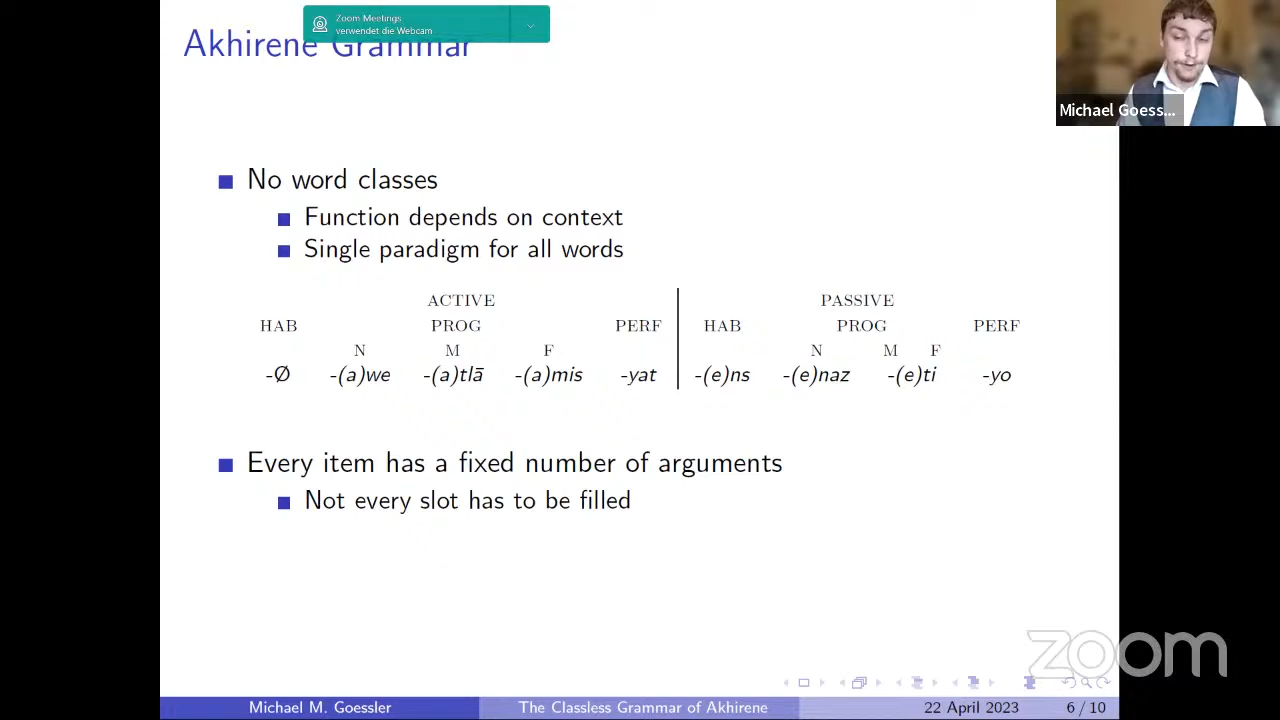 Zoom Meetings
verwendet die Webcam
Akhirene Grammar
Michael Goess...
No word classes
Function depends on context
Single paradigm for all words
ACTIVE PASSIVE
HAB PROG PERF HAB PROG PERF
N M F N M F
-Ø -(a)we -(a)tlā -(a)mis -yat -(e)ns -(e)naz -(e)ti -yo
Every item has a fixed number of arguments
Not every slot has to be filled
zoom
Michael M. Goessler The Classless Grammar of Akhirene 22 April 2023 6 / 10